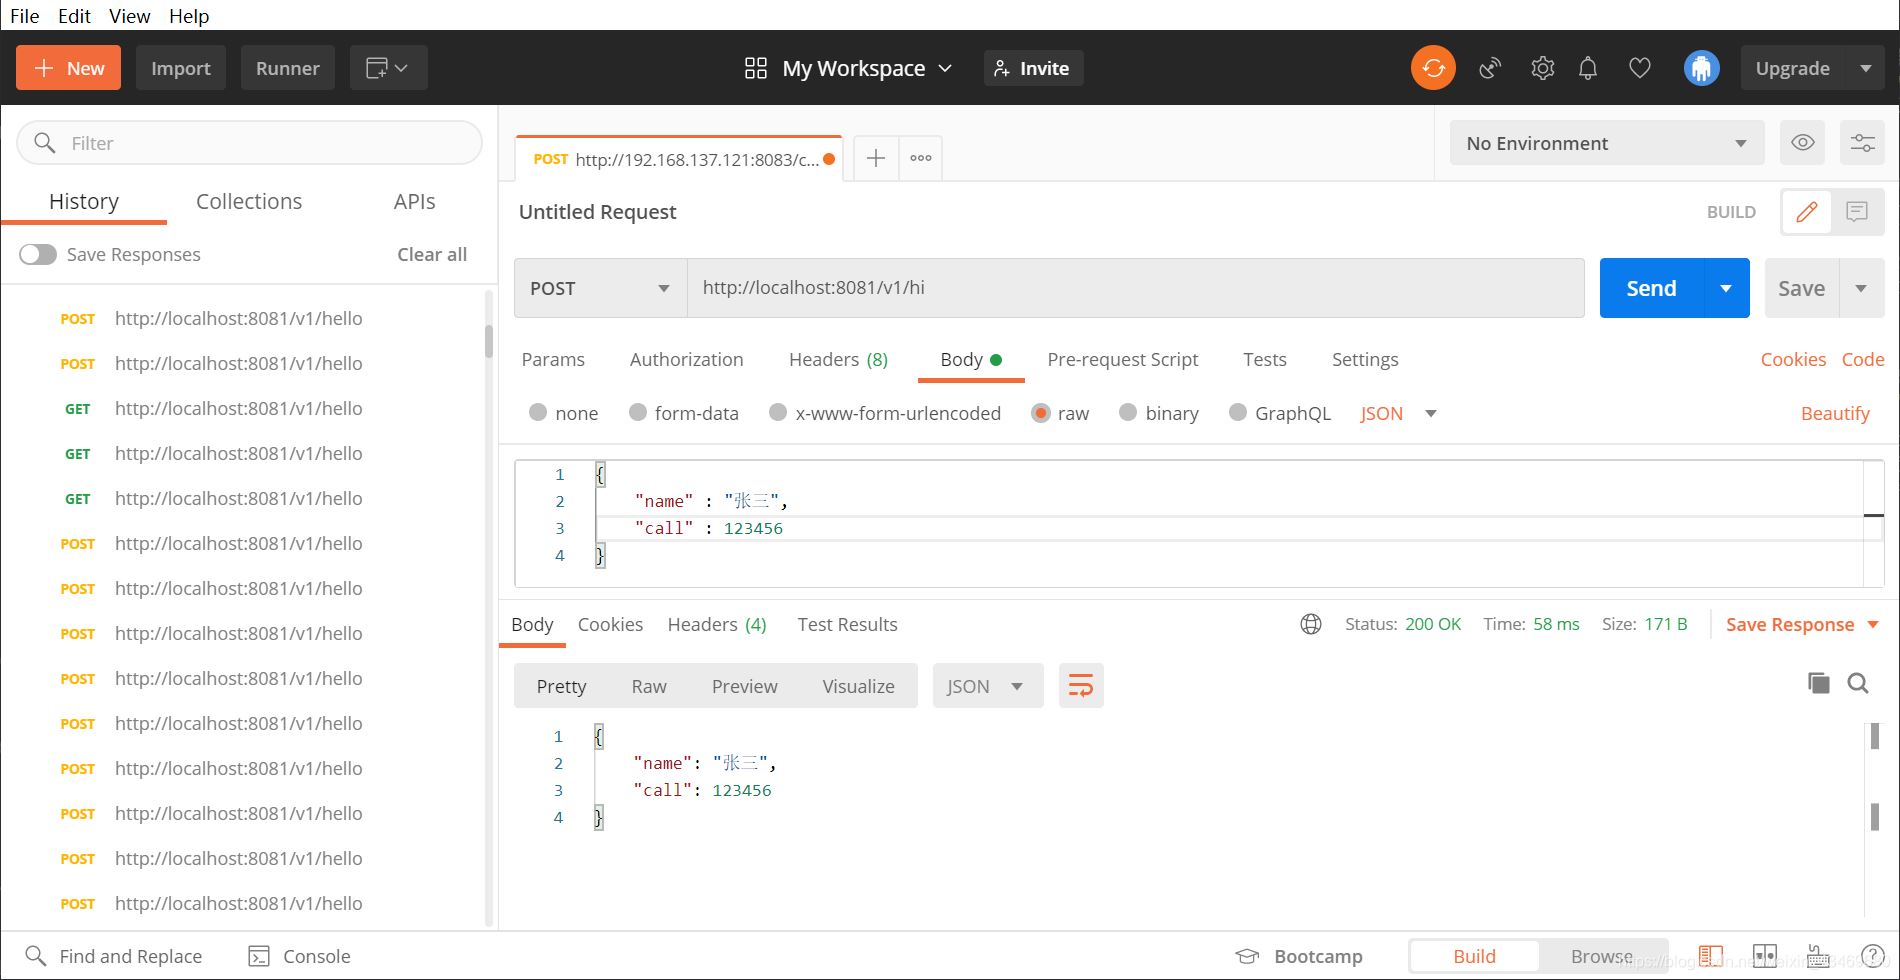 File Edit View Help
New Import Runner My Workspace Invite Upgrade
Filter
POST http://192.168.137.121:8083/c... No Environment
History Collections APIs
Untitled Request BUILD
Save Responses Clear all
POST http://localhost:8081/v1/hi Send Save
POST http://localhost:8081/v1/hello
POST http://localhost:8081/v1/hello
GET http://localhost:8081/v1/hello
GET http://localhost:8081/v1/hello
GET http://localhost:8081/v1/hello
POST http://localhost:8081/v1/hello
POST http://localhost:8081/v1/hello
POST http://localhost:8081/v1/hello
POST http://localhost:8081/v1/hello
POST http://localhost:8081/v1/hello
POST http://localhost:8081/v1/hello
POST http://localhost:8081/v1/hello
POST http://localhost:8081/v1/hello
POST http://localhost:8081/v1/hello
Params Authorization Headers (8) Body Pre-request Script Tests Settings Cookies Code
none form-data x-www-form-urlencoded raw binary GraphQL JSON Beautify
1 {
2 "name" : "张三",
3 "call" : 123456
4 }
Body Cookies Headers (4) Test Results Status: 200 OK Time: 58 ms Size: 171 B Save Response
Pretty Raw Preview Visualize JSON
1 {
2 "name": "张三",
3 "call": 123456
4 }
Find and Replace Console Bootcamp Build Browse